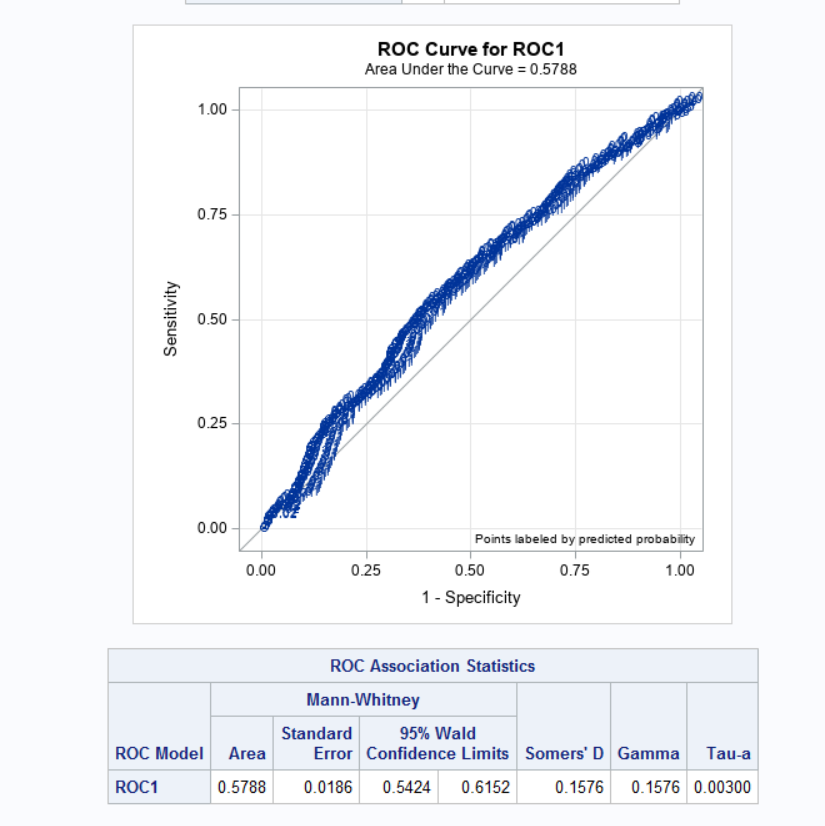 ROC Curve for ROC1
Area Under the Curve = 0.5788
1.00
0.75
0.50
0.25
0.00
Sensitivity
Points labeled by predicted probability
0.00 0.25 0.50 0.75 1.00
1 - Specificity
ROC Association Statistics
Mann-Whitney
ROC Model Area Standard Error 95% Wald Confidence Limits Somers' D Gamma Tau-a
ROC1 0.5788 0.0186 0.5424 0.6152 0.1576 0.1576 0.00300